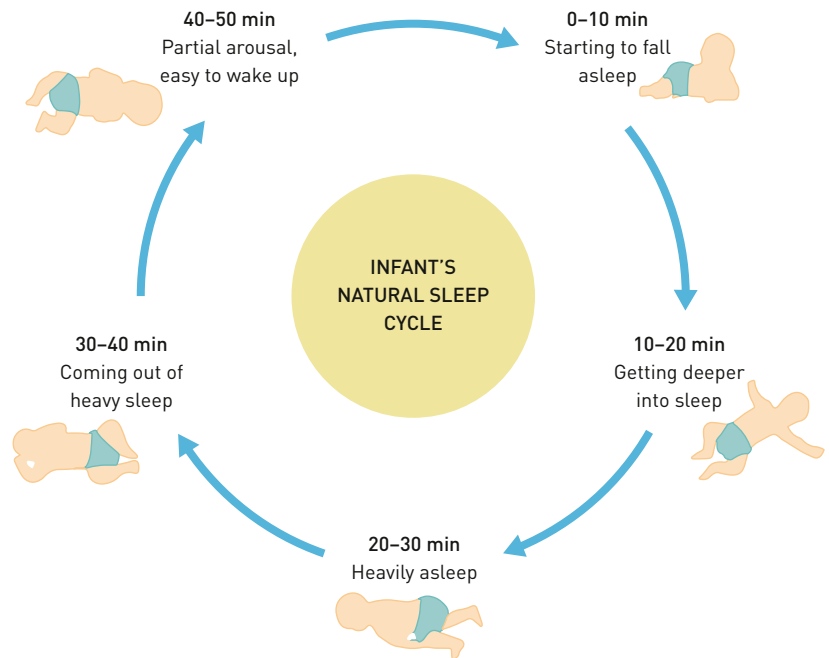 40–50 min
Partial arousal,
easy to wake up
0–10 min
Starting to fall
asleep
INFANT'S
NATURAL SLEEP
CYCLE
30–40 min
Coming out of
heavy sleep
10–20 min
Getting deeper
into sleep
20–30 min
Heavily asleep